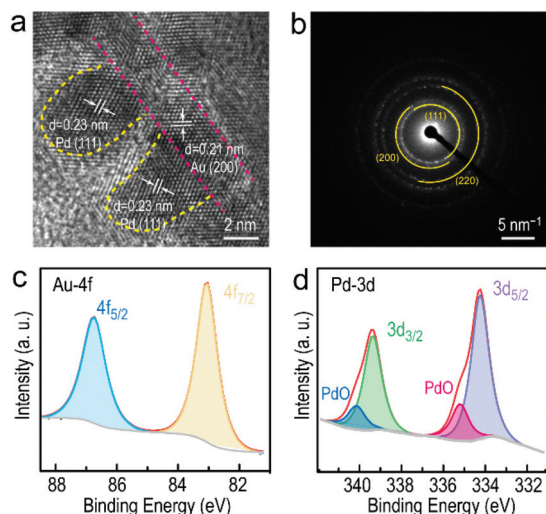 a
d=0.23 nm
Pd (111)
d=0.21 nm
Au (200)
d=0.23 nm
Pd (111)
2 nm
b
(111)
(200)
(220)
5 nm⁻¹
c
Au-4f
4f5/2
4f7/2
Intensity (a. u.)
88
86
84
82
Binding Energy (eV)
d
Pd-3d
3d5/2
3d3/2
PdO
PdO
Intensity (a. u.)
340
338
336
334
332
Binding Energy (eV)